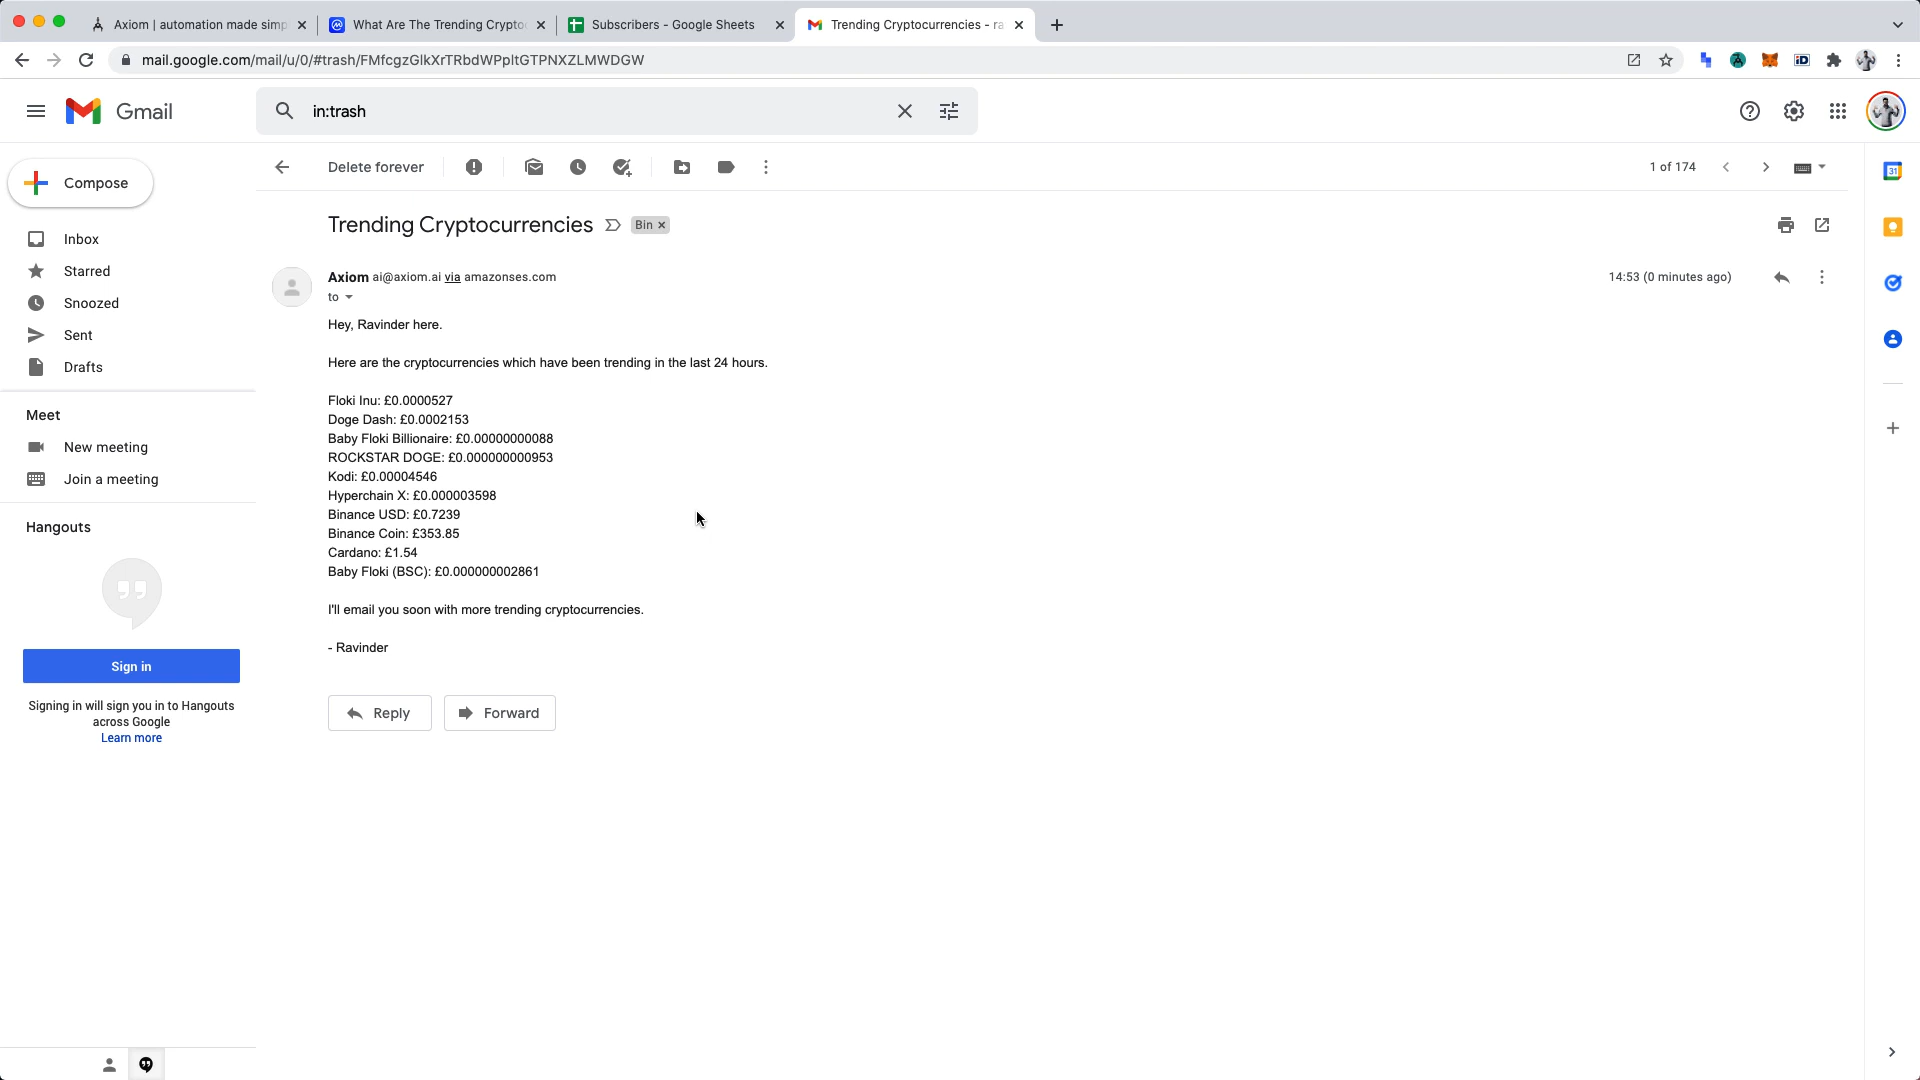 Axiom | automation made simp
What Are The Trending Crypto
Subscribers - Google Sheets
Trending Cryptocurrencies - ra
mail.google.com/mail/u/0/#trash/FMfcgzGlkXrTRbdWPpltGTPNXZLMWDGW
iD
Gmail
in:trash
Compose
Delete forever
1 of 174
31
Trending Cryptocurrencies
Bin x
Inbox
Starred
Snoozed
Sent
Drafts
Meet
New meeting
Join a meeting
Hangouts
Sign in
Signing in will sign you in to Hangouts
across Google
Learn more
Axiom ai@axiom.ai via amazonses.com
14:53 (0 minutes ago)
to
Hey, Ravinder here.
Here are the cryptocurrencies which have been trending in the last 24 hours.
Floki Inu: £0.0000527
Doge Dash: £0.0002153
Baby Floki Billionaire: £0.00000000088
ROCKSTAR DOGE: £0.000000000953
Kodi: £0.00004546
Hyperchain X: £0.000003598
Binance USD: £0.7239
Binance Coin: £353.85
Cardano: £1.54
Baby Floki (BSC): £0.000000002861
I'll email you soon with more trending cryptocurrencies.
- Ravinder
Reply
Forward